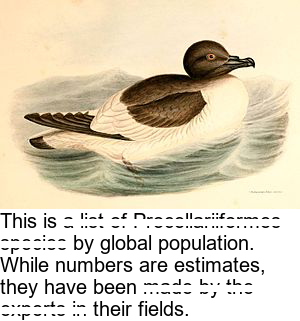 This is a list of Procellariiformes
species by global population.
While numbers are estimates,
they have been made by the
experts in their fields.